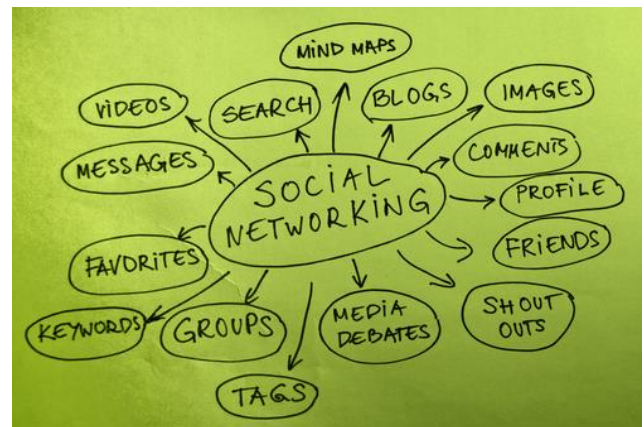 MIND MAPS
VIDEOS
SEARCH
BLOGS
IMAGES
MESSAGES
COMMENTS
SOCIAL
NETWORKING
PROFILE
FAVORITES
FRIENDS
KEYWORDS
GROUPS
MEDIA
DEBATES
SHOUT
OUTS
TAGS